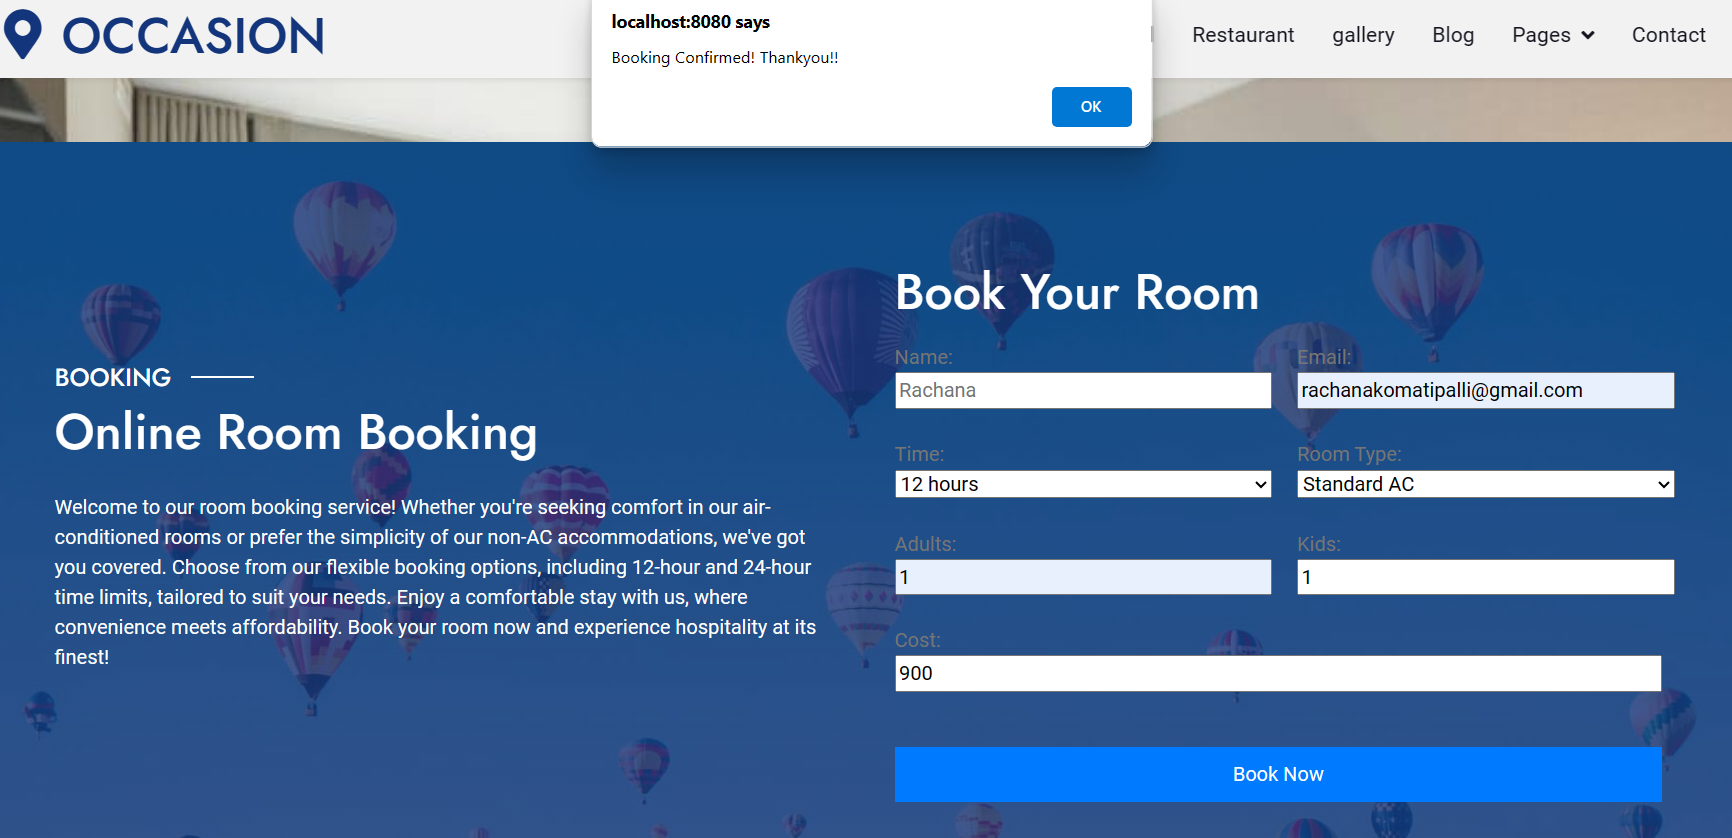 OCCASION
Restaurant gallery Blog Pages Contact
localhost:8080 says
Booking Confirmed! Thankyou!!
OK
BOOKING
Online Room Booking
Welcome to our room booking service! Whether you're seeking comfort in our air-
conditioned rooms or prefer the simplicity of our non-AC accommodations, we've got
you covered. Choose from our flexible booking options, including 12-hour and 24-hour
time limits, tailored to suit your needs. Enjoy a comfortable stay with us, where
convenience meets affordability. Book your room now and experience hospitality at its
finest!
Book Your Room
Name: Email:
Rachana rachanakomatipalli@gmail.com
Time: Room Type:
12 hours Standard AC
Adults: Kids:
1 1
Cost:
900
Book Now